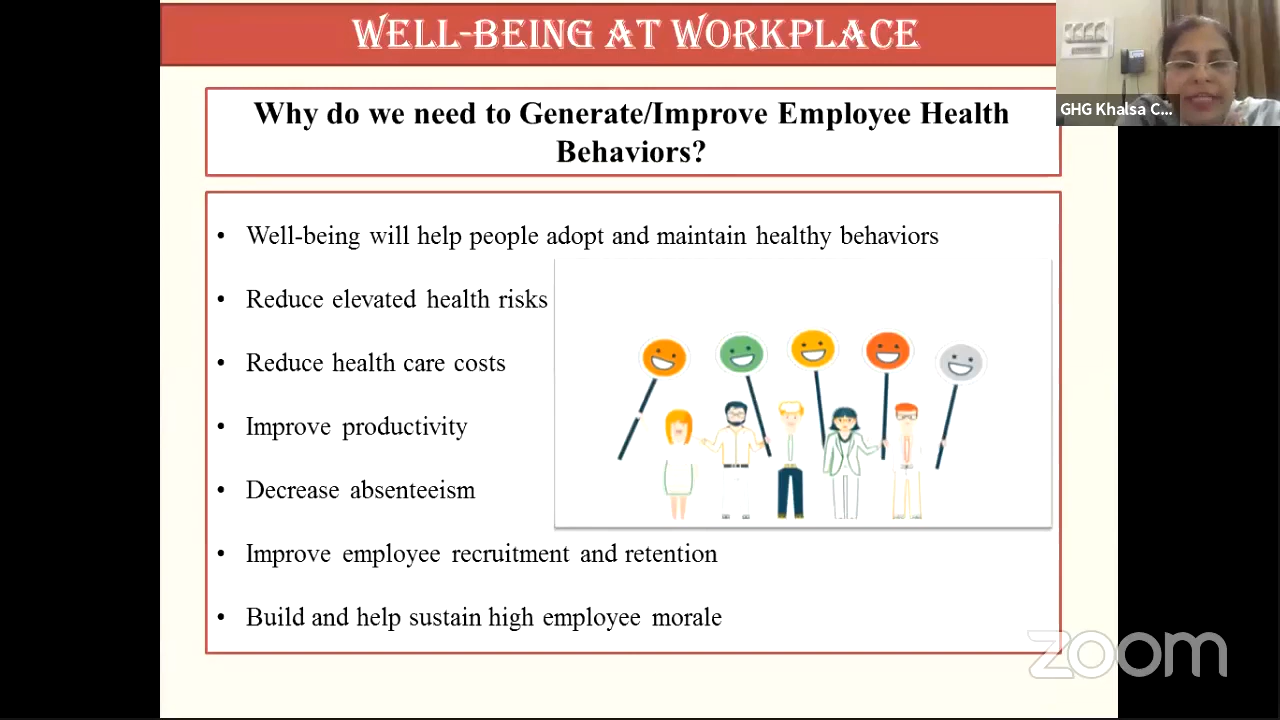 WELL-BEING AT WORKPLACE
GHG Khalsa C...
Why do we need to Generate/Improve Employee Health
Behaviors?
• Well-being will help people adopt and maintain healthy behaviors
• Reduce elevated health risks
• Reduce health care costs
• Improve productivity
• Decrease absenteeism
• Improve employee recruitment and retention
• Build and help sustain high employee morale
zoom